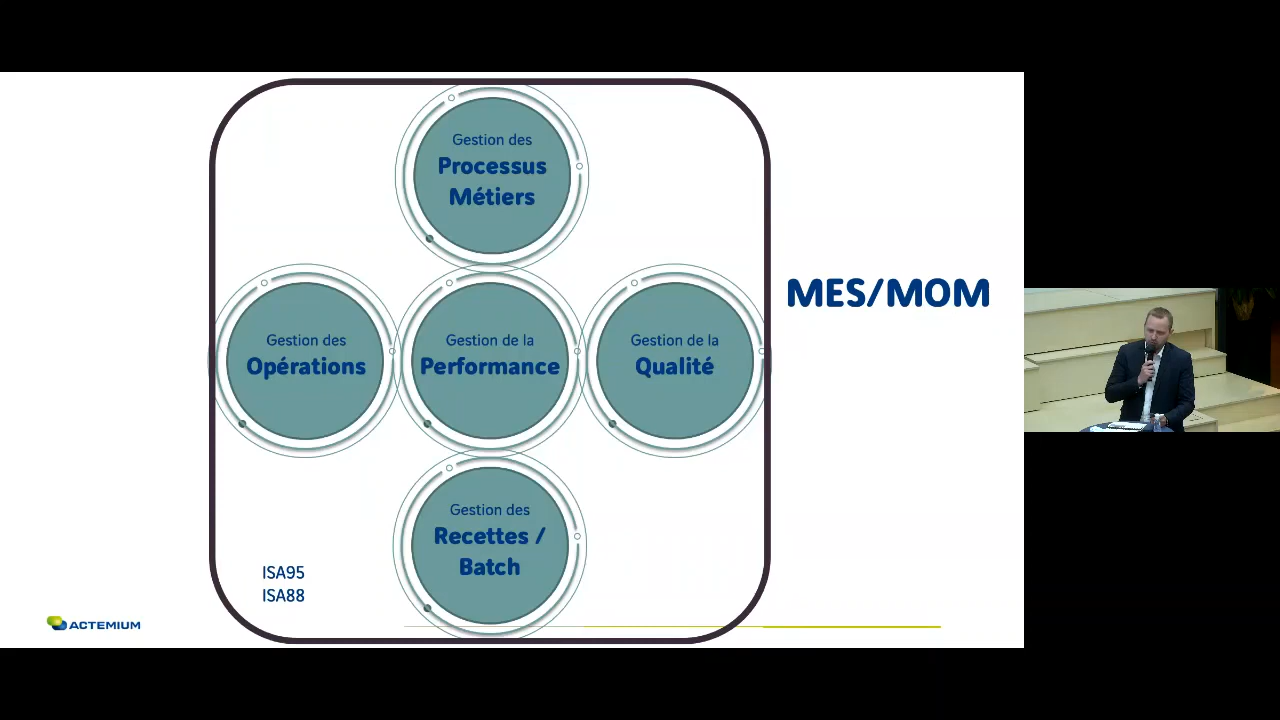 Gestion des
Processus
Métiers
MES/MOM
Gestion des
Opérations
Gestion de la
Performance
Gestion de la
Qualité
Gestion des
Recettes /
Batch
ISA95
ISA88
ACTEMIUM